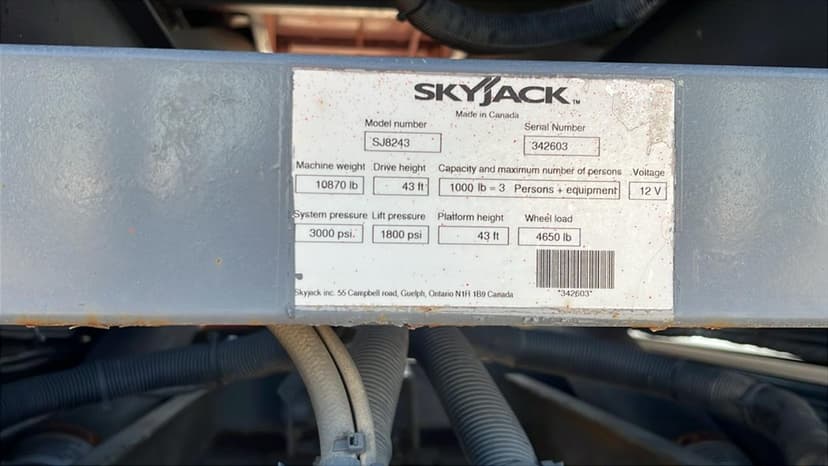 SKYJACK™
Made in Canada
Model number Serial Number
SJ8243 342603
Machine weight Drive height Capacity and maximum number of persons Voltage
10870 lb 43 ft 1000 lb = 3 Persons + equipment 12 V
System pressure Lift pressure Platform height Wheel load
3000 psi. 1800 psi 43 ft 4650 lb
Skyjack inc. 55 Campbell road, Guelph, Ontario N1H 1B9 Canada *342603*